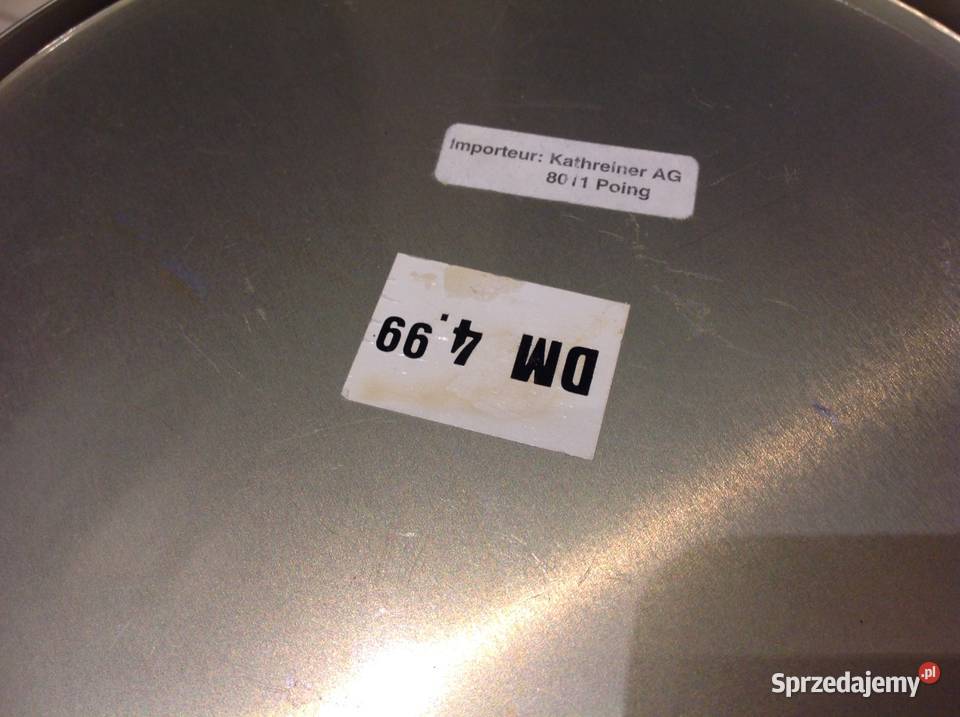 Importeur: Kathreiner AG
8011 Poing
DM 4.99
Sprzedajemy.pl